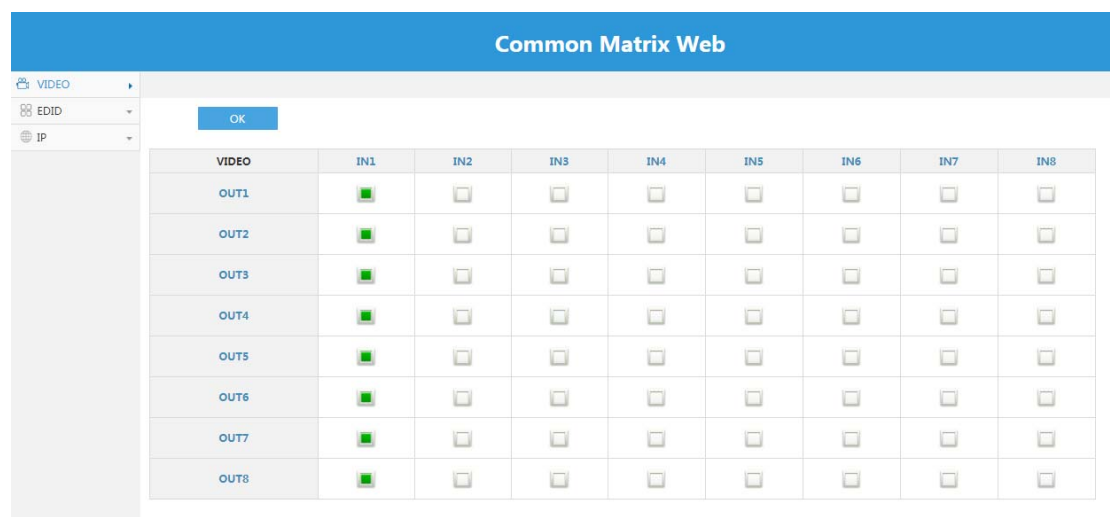 Common Matrix Web
VIDEO
EDID
IP
OK
VIDEO IN1 IN2 IN3 IN4 IN5 IN6 IN7 IN8
OUT1
OUT2
OUT3
OUT4
OUT5
OUT6
OUT7
OUT8